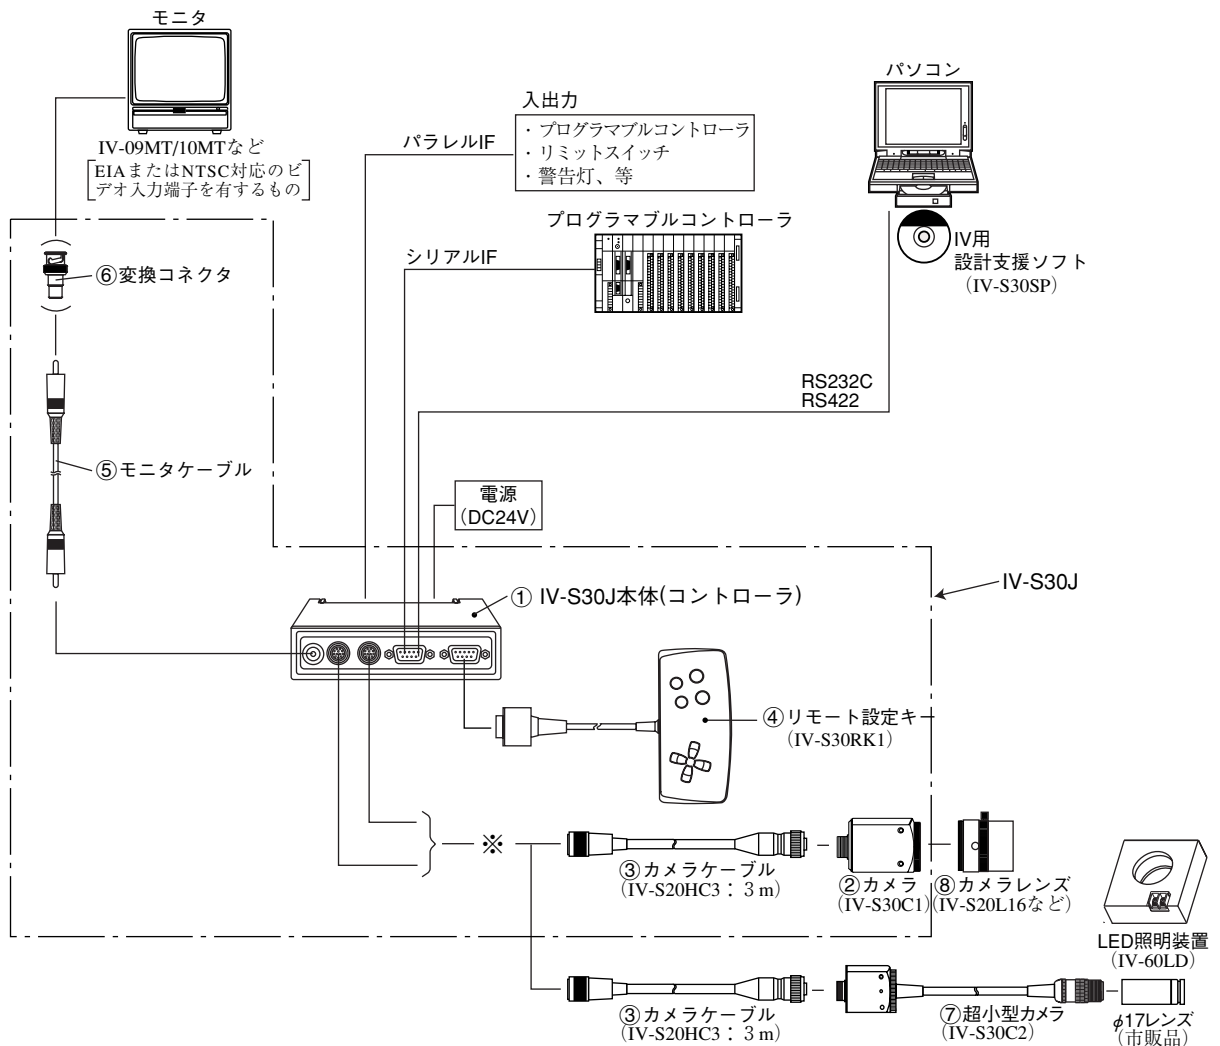 モニタ
IV-09MT/10MTなど
EIAまたはNTSC対応のビ
デオ入力端子を有するもの
パラレルIF
入出力
・プログラマブルコントローラ
・リミットスイッチ
・警告灯、等
パソコン
プログラマブルコントローラ
シリアルIF
IV用
設計支援ソフト
(IV-S30SP)
⑥変換コネクタ
RS232C
RS422
⑤モニタケーブル
電源
(DC24V)
IV-S30J
① IV-S30J本体(コントローラ)
④リモート設定キー
(IV-S30RK1)
※
③カメラケーブル
(IV-S20HC3：3m)
②カメラ
(IV-S30C1)
⑧カメラレンズ
(IV-S20L16など)
LED照明装置
(IV-60LD)
③カメラケーブル
(IV-S20HC3：3m)
⑦超小型カメラ
(IV-S30C2)
φ17レンズ
(市販品)